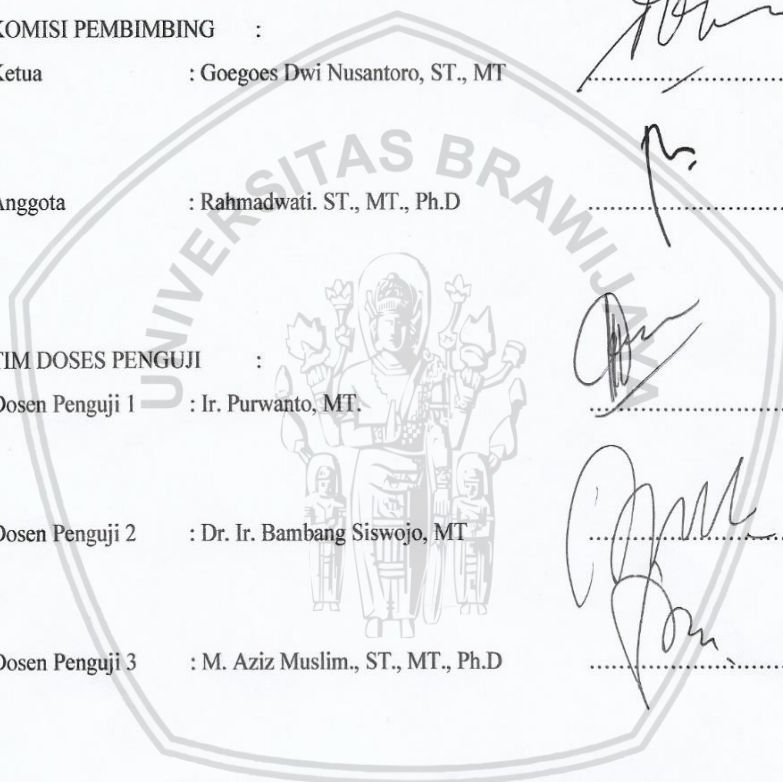 KOMISI PEMBIMBING :
Ketua : Goegoes Dwi Nusantoro, ST., MT
Anggota : Rahmadwati. ST., MT., Ph.D
TIM DOSES PENGUJI :
Dosen Penguji 1 : Ir. Purwanto, MT.
Dosen Penguji 2 : Dr. Ir. Bambang Siswojo, MT
Dosen Penguji 3 : M. Aziz Muslim., ST., MT., Ph.D
UNIVERSITAS BRAWIJAYA